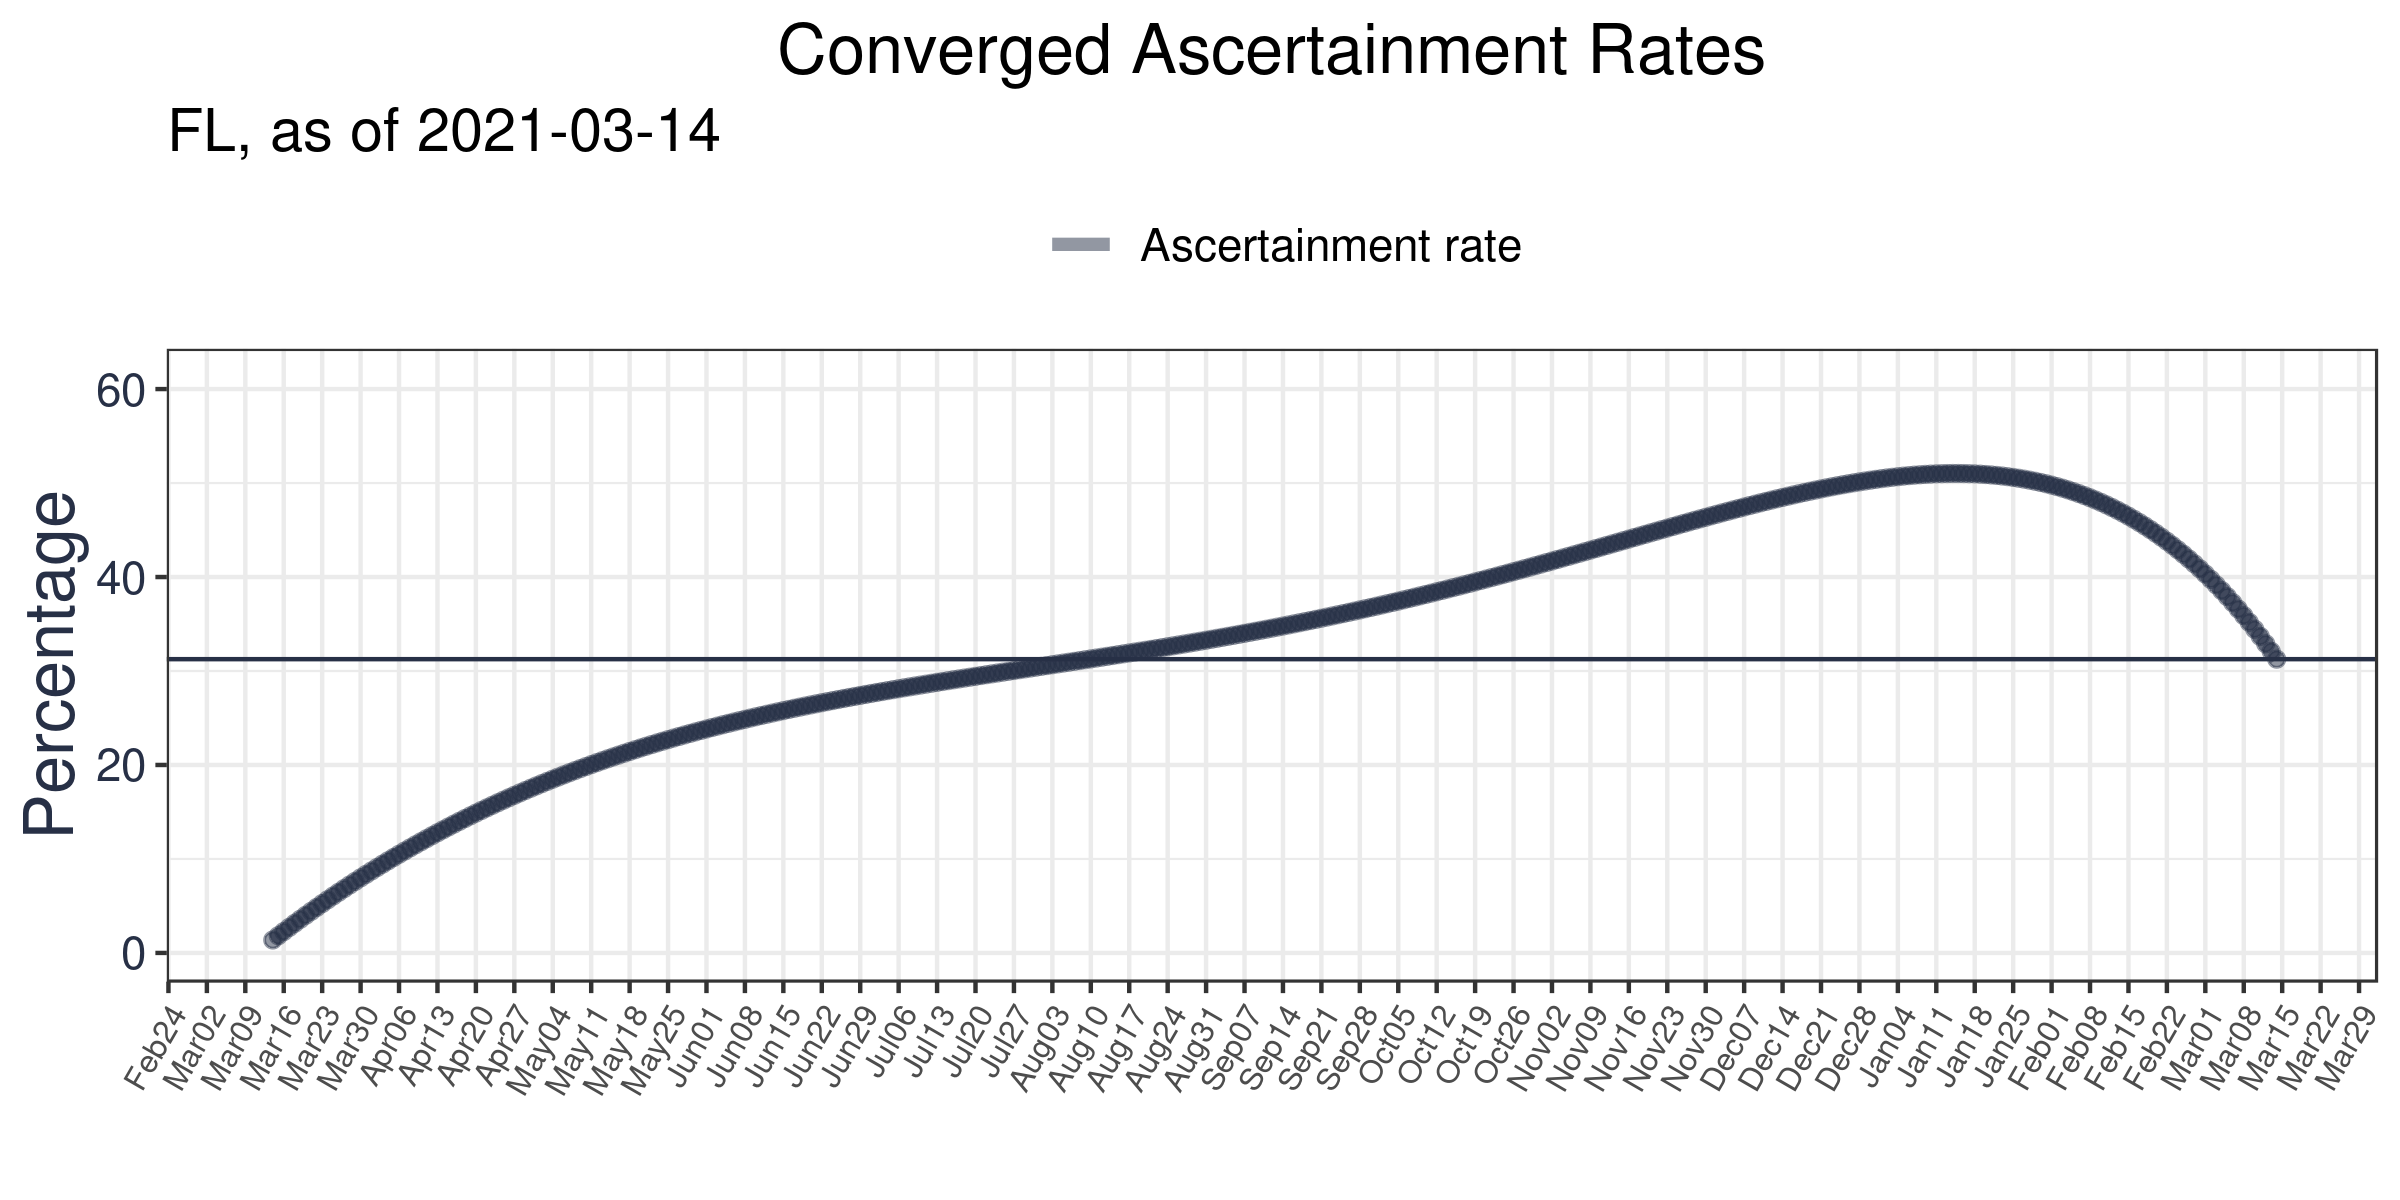 Converged Ascertainment Rates
FL, as of 2021-03-14
Ascertainment rate
Percentage
60
40
20
0
Feb24
Mar02
Mar09
Mar16
Mar23
Mar30
Apr06
Apr13
Apr20
Apr27
May04
May11
May18
May25
Jun01
Jun08
Jun15
Jun22
Jun29
Jul06
Jul13
Jul20
Jul27
Aug03
Aug10
Aug17
Aug24
Aug31
Sep07
Sep14
Sep21
Sep28
Oct05
Oct12
Oct19
Oct26
Nov02
Nov09
Nov16
Nov23
Nov30
Dec07
Dec14
Dec21
Dec28
Jan04
Jan11
Jan18
Jan25
Feb01
Feb08
Feb15
Feb22
Mar01
Mar08
Mar15
Mar22
Mar29